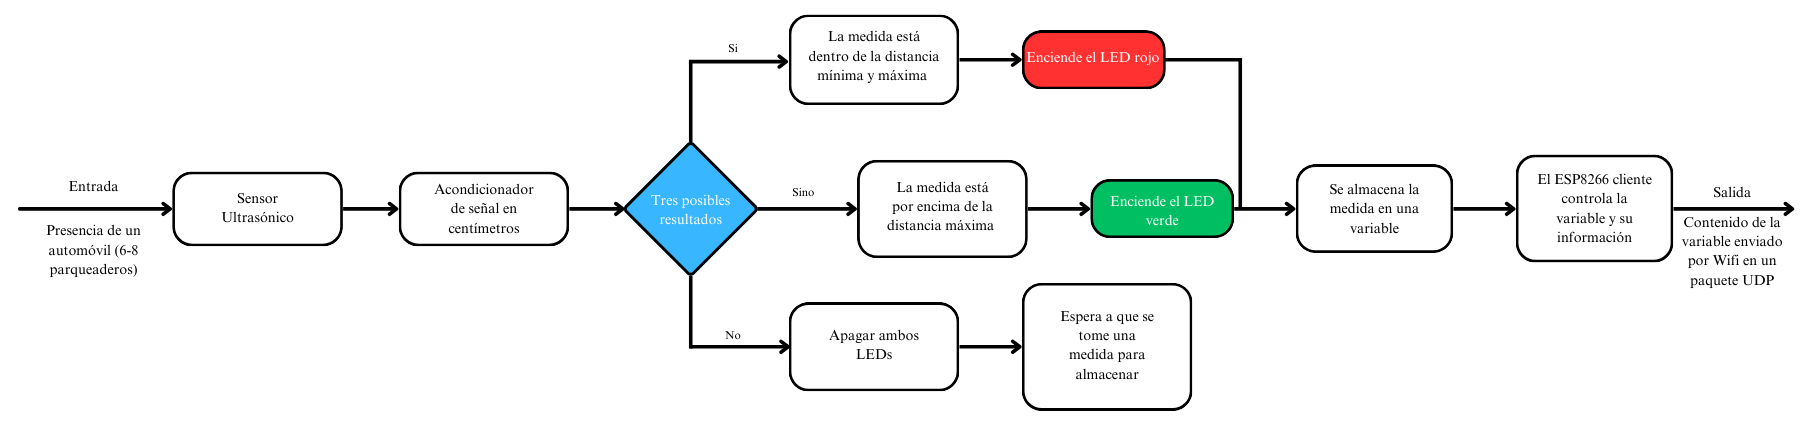 Entrada
Presencia de un
automóvil (6-8
parqueaderos)
Sensor
Ultrasónico
Acondicionador
de señal en
centímetros
Tres posibles
resultados
Si
La medida está
dentro de la distancia
mínima y máxima
Enciende el LED rojo
Sino
La medida está
por encima de la
distancia máxima
Enciende el LED
verde
No
Apagar ambos
LEDs
Espera a que se
tome una
medida para
almacenar
Se almacena la
medida en una
variable
El ESP8266 cliente
controla la
variable y su
información
Salida
Contenido de la
variable enviado
por Wifi en un
paquete UDP